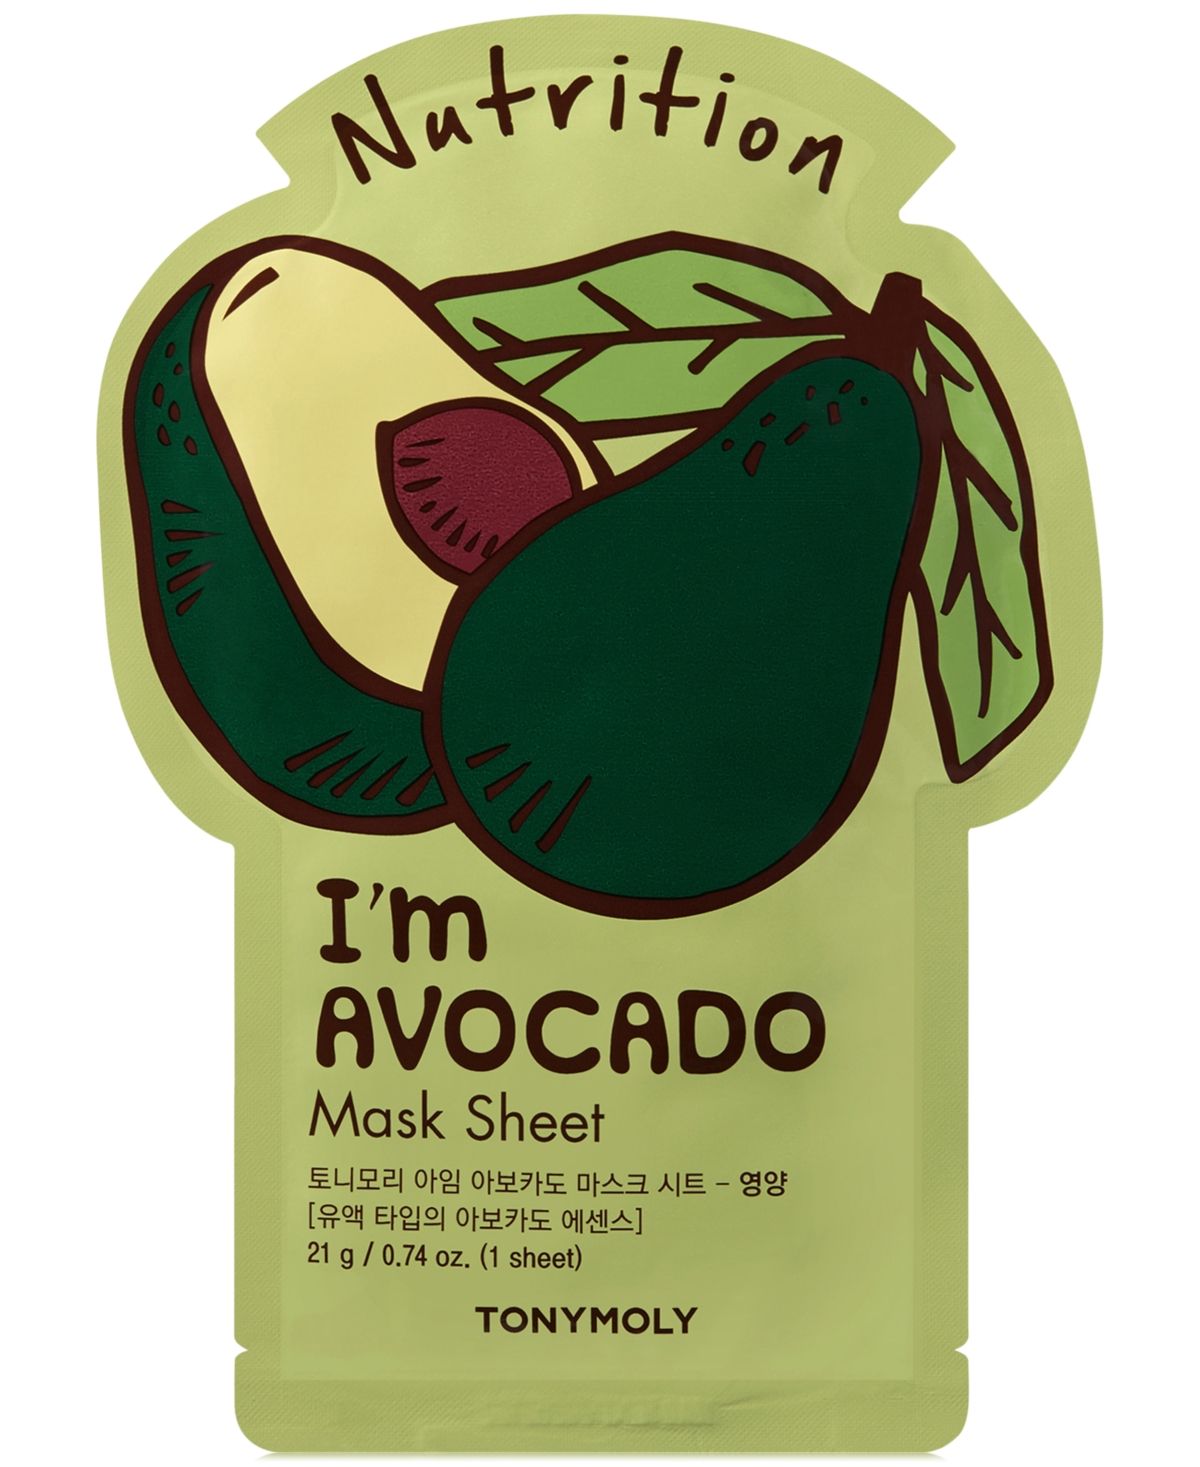 Nutrition
I'm
AVOCADO
Mask Sheet
토니모리 아임 아보카도 마스크 시트 - 영양
[유액 타입의 아보카도 에센스]
21 g / 0.74 oz. (1 sheet)
TONYMOLY